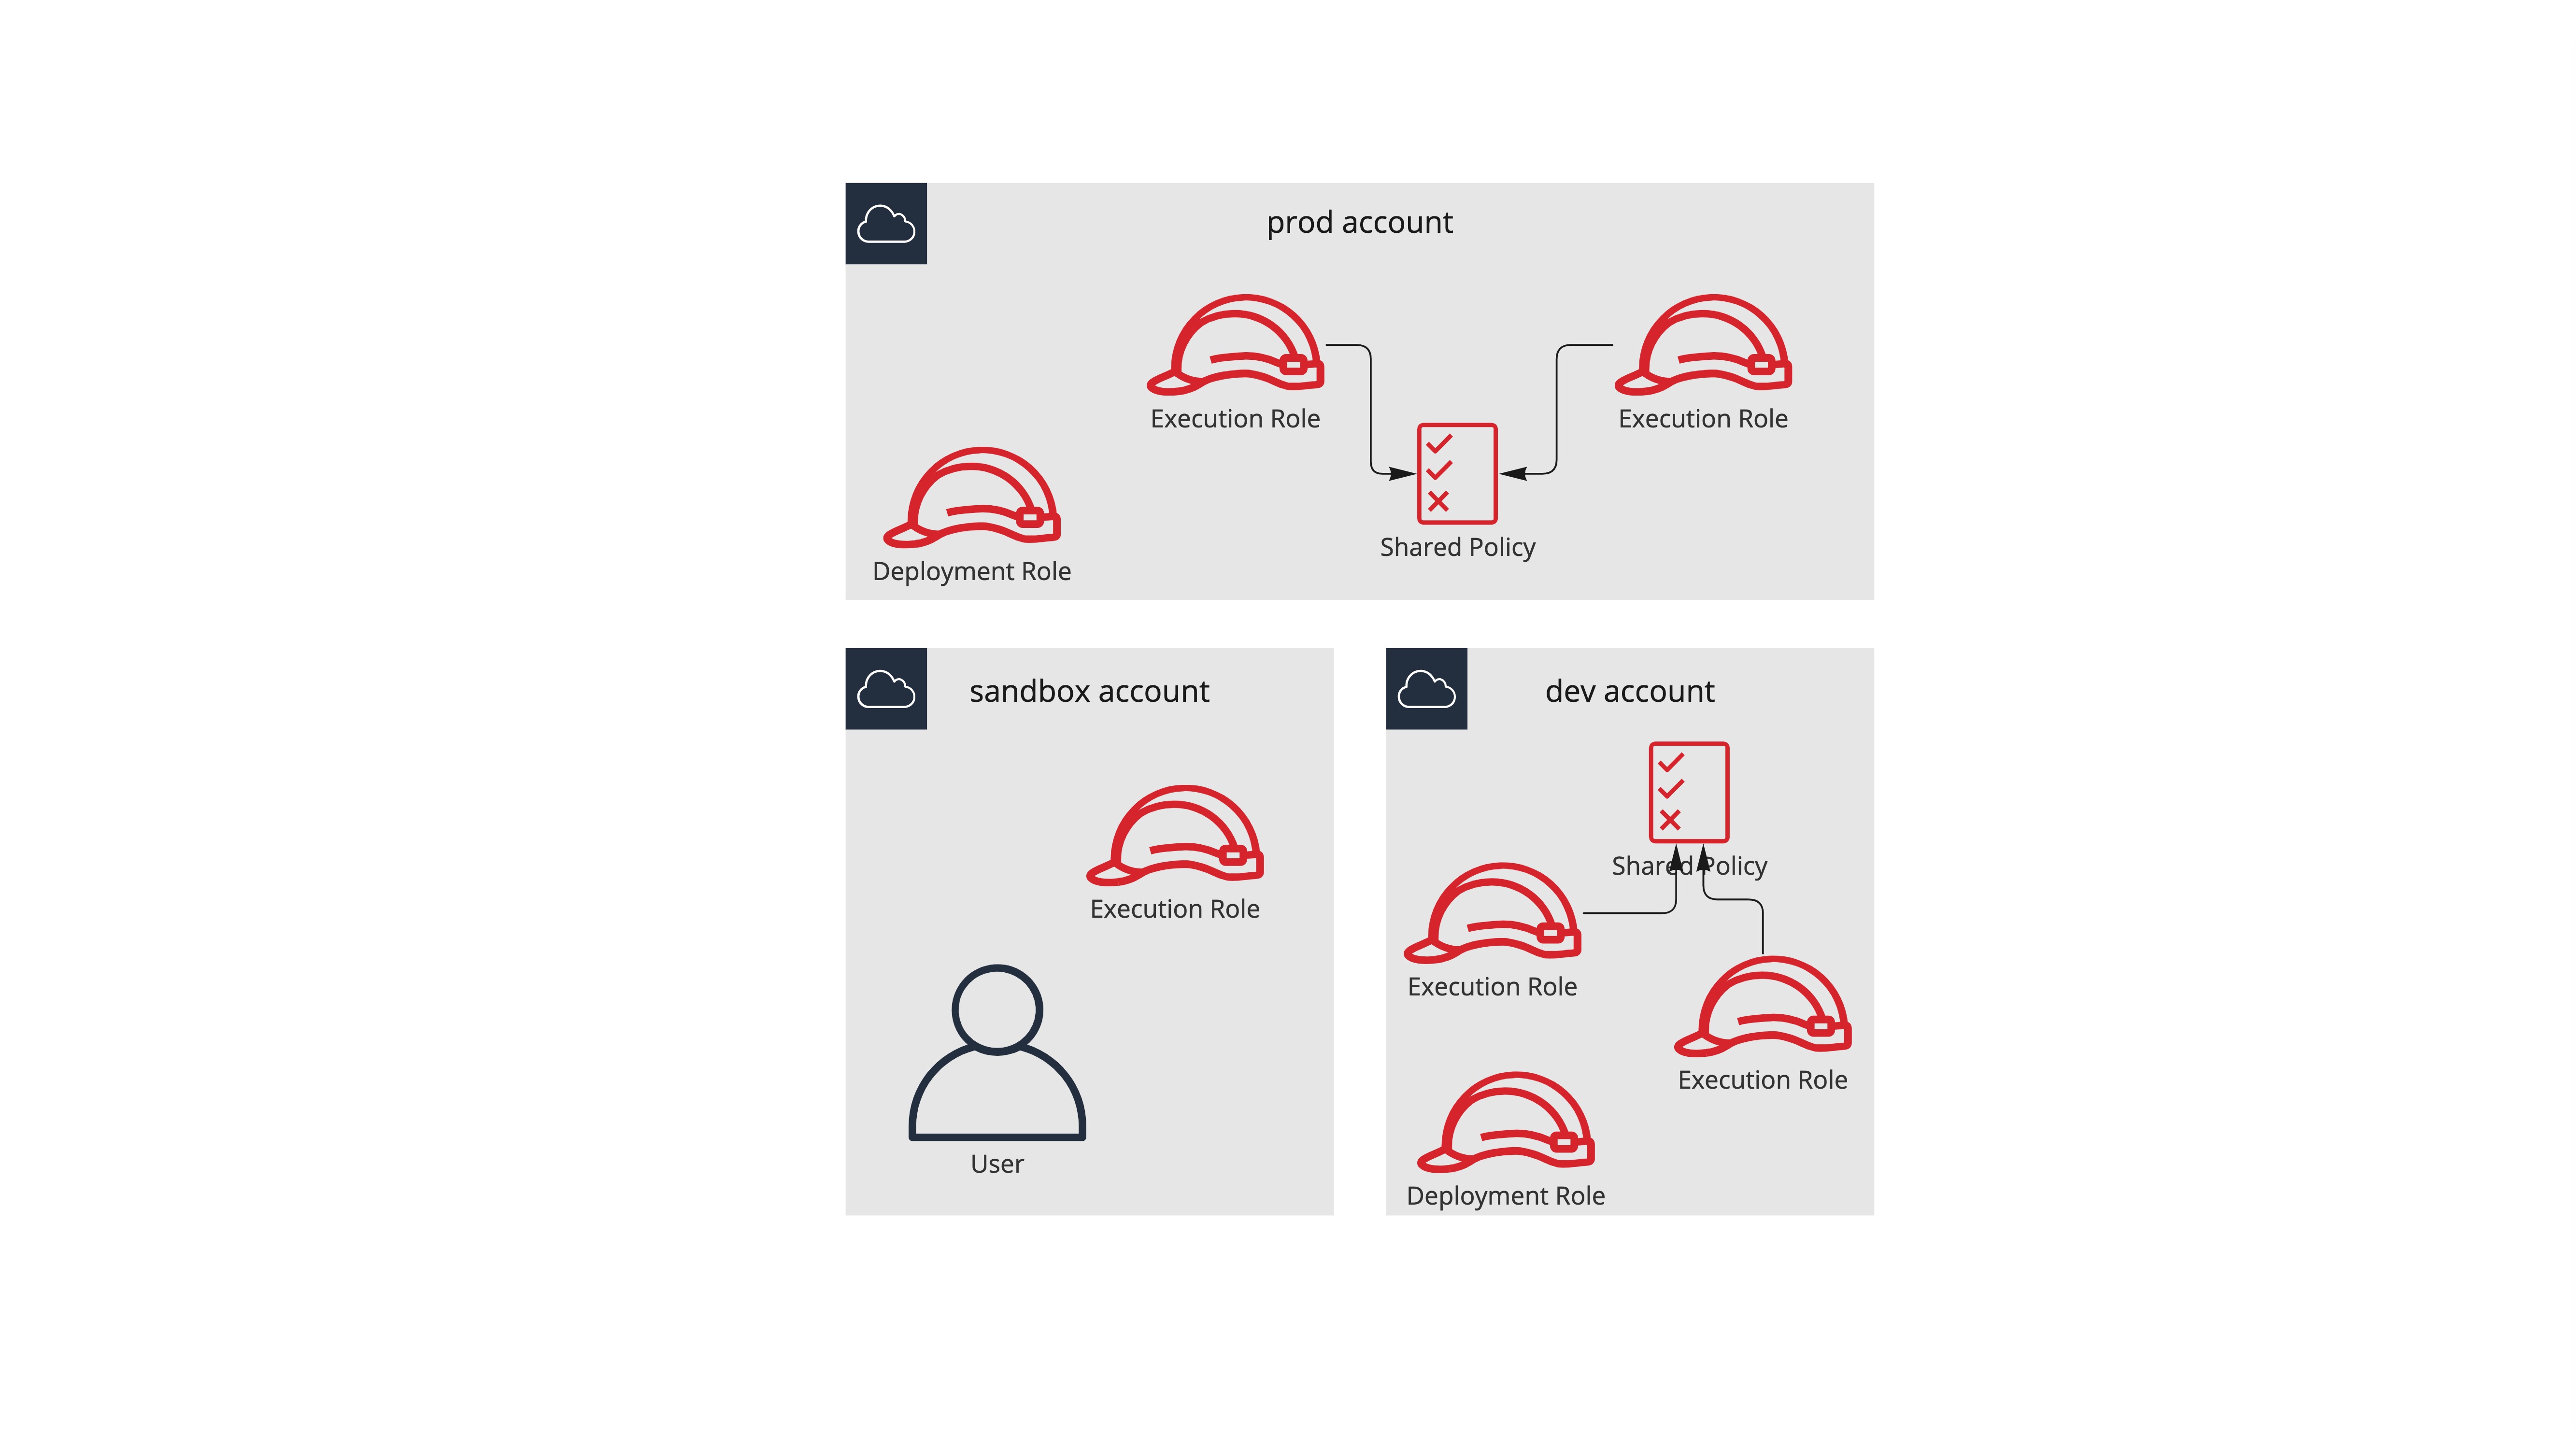 prod account
Execution Role
Execution Role
Shared Policy
Deployment Role
sandbox account
Execution Role
User
dev account
Shared Policy
Execution Role
Execution Role
Deployment Role